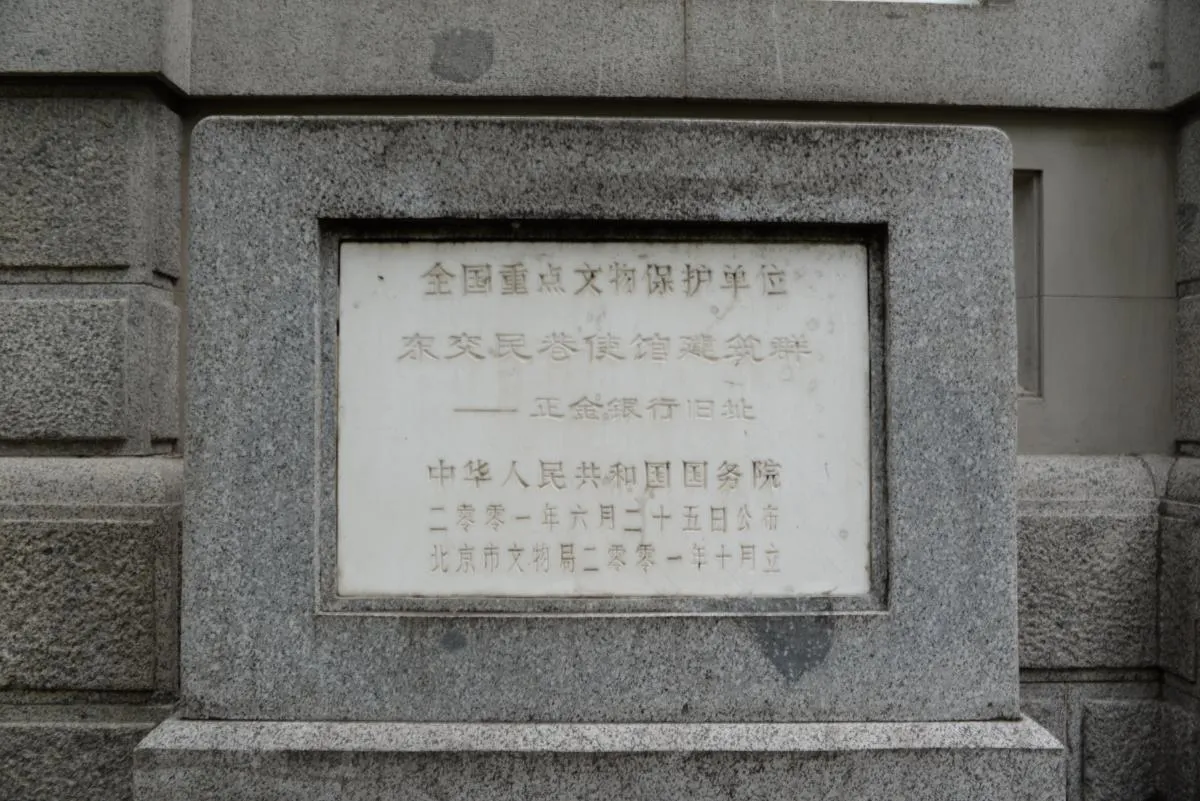 全国重点文物保护单位
东交民巷使馆建筑群
——正金银行旧址
中华人民共和国国务院
二零零一年六月二十五日公布
北京市文物局二零零一年十月立